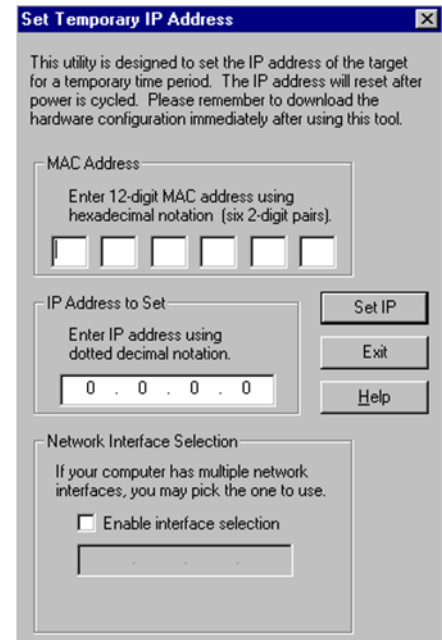 Set Temporary IP Address
This utility is designed to set the IP address of the target
for a temporary time period. The IP address will reset after
power is cycled. Please remember to download the
hardware configuration immediately after using this tool.
MAC Address
Enter 12-digit MAC address using
hexadecimal notation (six 2-digit pairs).
IP Address to Set
Enter IP address using
dotted decimal notation.
0 . 0 . 0 . 0
Set IP
Exit
Help
Network Interface Selection
If your computer has multiple network
interfaces, you may pick the one to use.
Enable interface selection
. . .